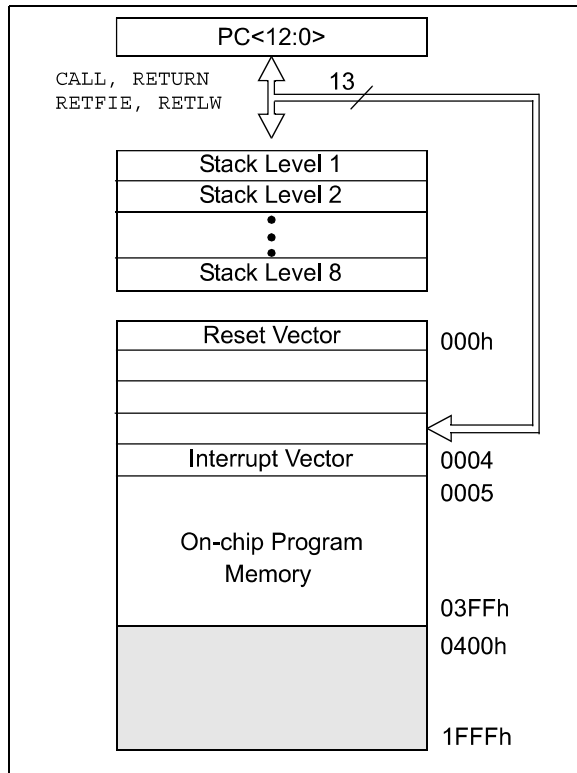 PC<12:0>
CALL, RETURN
RETFIE, RETLW
13
Stack Level 1
Stack Level 2
Stack Level 8
Reset Vector
000h
Interrupt Vector
0004
0005
On-chip Program
Memory
03FFh
0400h
1FFFh